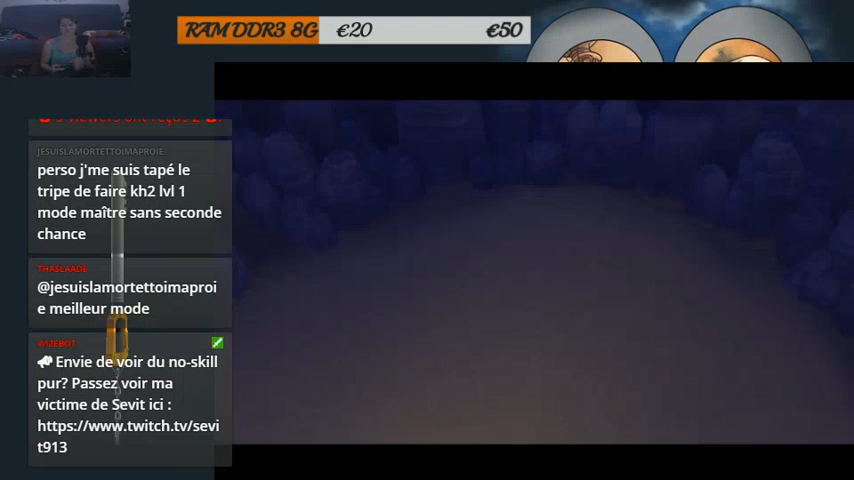 RAM DDR3 8G €20 €50
JESUISLAMORTETTOIMAPROIE
perso j'me suis tapé le
tripe de faire kh2 lvl 1
mode maître sans seconde
chance
THASLAADE
@jesuislamortettoimaproi
e meilleur mode
WIZEBOT
Envie de voir du no-skill
pur? Passez voir ma
victime de Sevit ici :
https://www.twitch.tv/sevi
t913